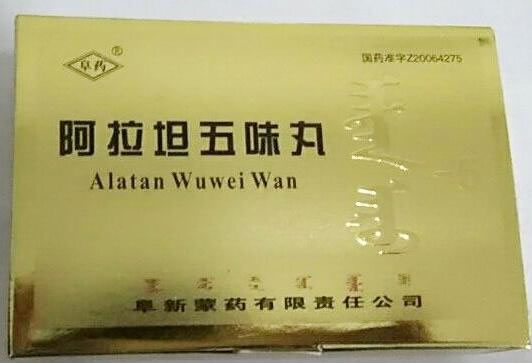 阜药®
国药准字Z20064275
阿拉坦五味丸
Alatan Wuwei Wan
-5
阜新蒙药有限责任公司